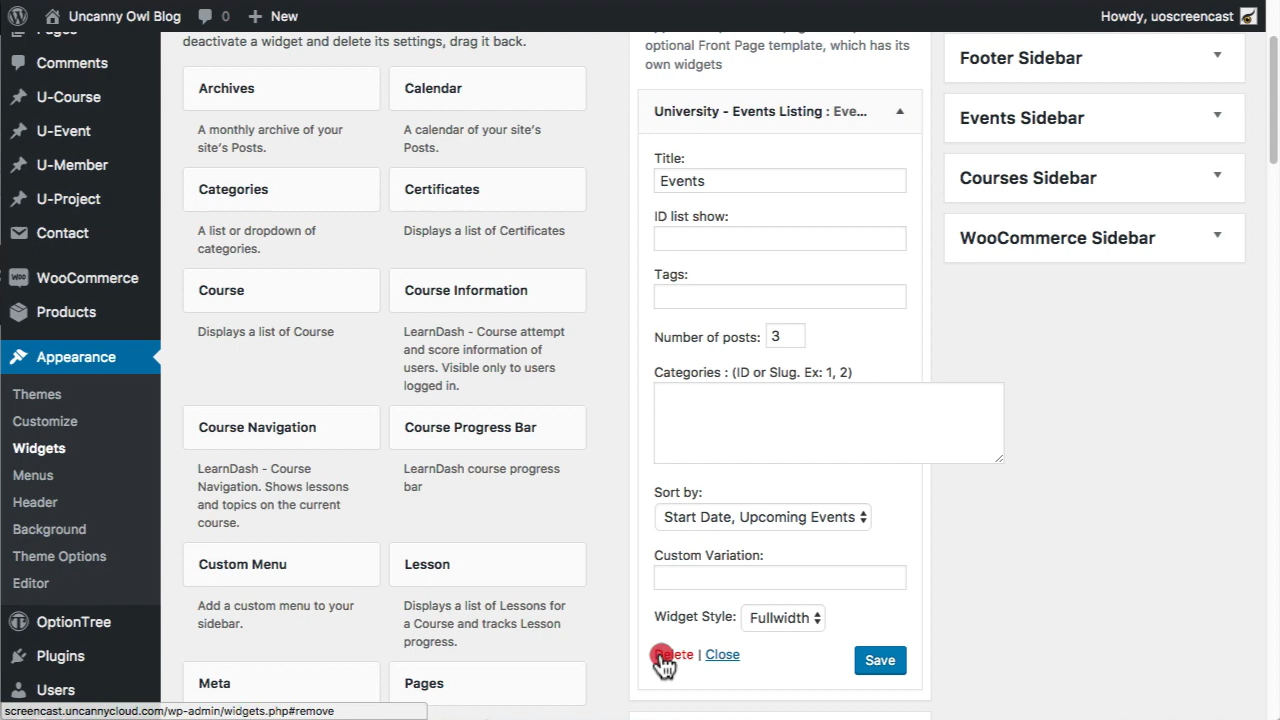 Uncanny Owl Blog
0
New
Howdy, uoscreencast
Comments
U-Course
U-Event
U-Member
U-Project
Contact
WooCommerce
Products
Appearance
Themes
Customize
Widgets
Menus
Header
Background
Theme Options
Editor
OptionTree
Plugins
Users
deactivate a widget and delete its settings, drag it back.
Archives
A monthly archive of your
site's Posts.
Calendar
A calendar of your site's
Posts.
Categories
A list or dropdown of
categories.
Certificates
Displays a list of Certificates
Course
Displays a list of Course
Course Information
LearnDash - Course attempt
and score information of
users. Visible only to users
logged in.
Course Navigation
LearnDash - Course
Navigation. Shows lessons
and topics on the current
course.
Course Progress Bar
LearnDash course progress
bar
Custom Menu
Add a custom menu to your
sidebar.
Lesson
Displays a list of Lessons for
a Course and tracks Lesson
progress.
Meta
Pages
optional Front Page template, which has its
own widgets
University - Events Listing : Eve...
Title:
Events
ID list show:
Tags:
Number of posts: 3
Categories : (ID or Slug. Ex: 1, 2)
Sort by:
Start Date, Upcoming Events
Custom Variation:
Widget Style: Fullwidth
Delete | Close
Save
Footer Sidebar
Events Sidebar
Courses Sidebar
WooCommerce Sidebar
screencast.uncannycloud.com/wp-admin/widgets.php#remove